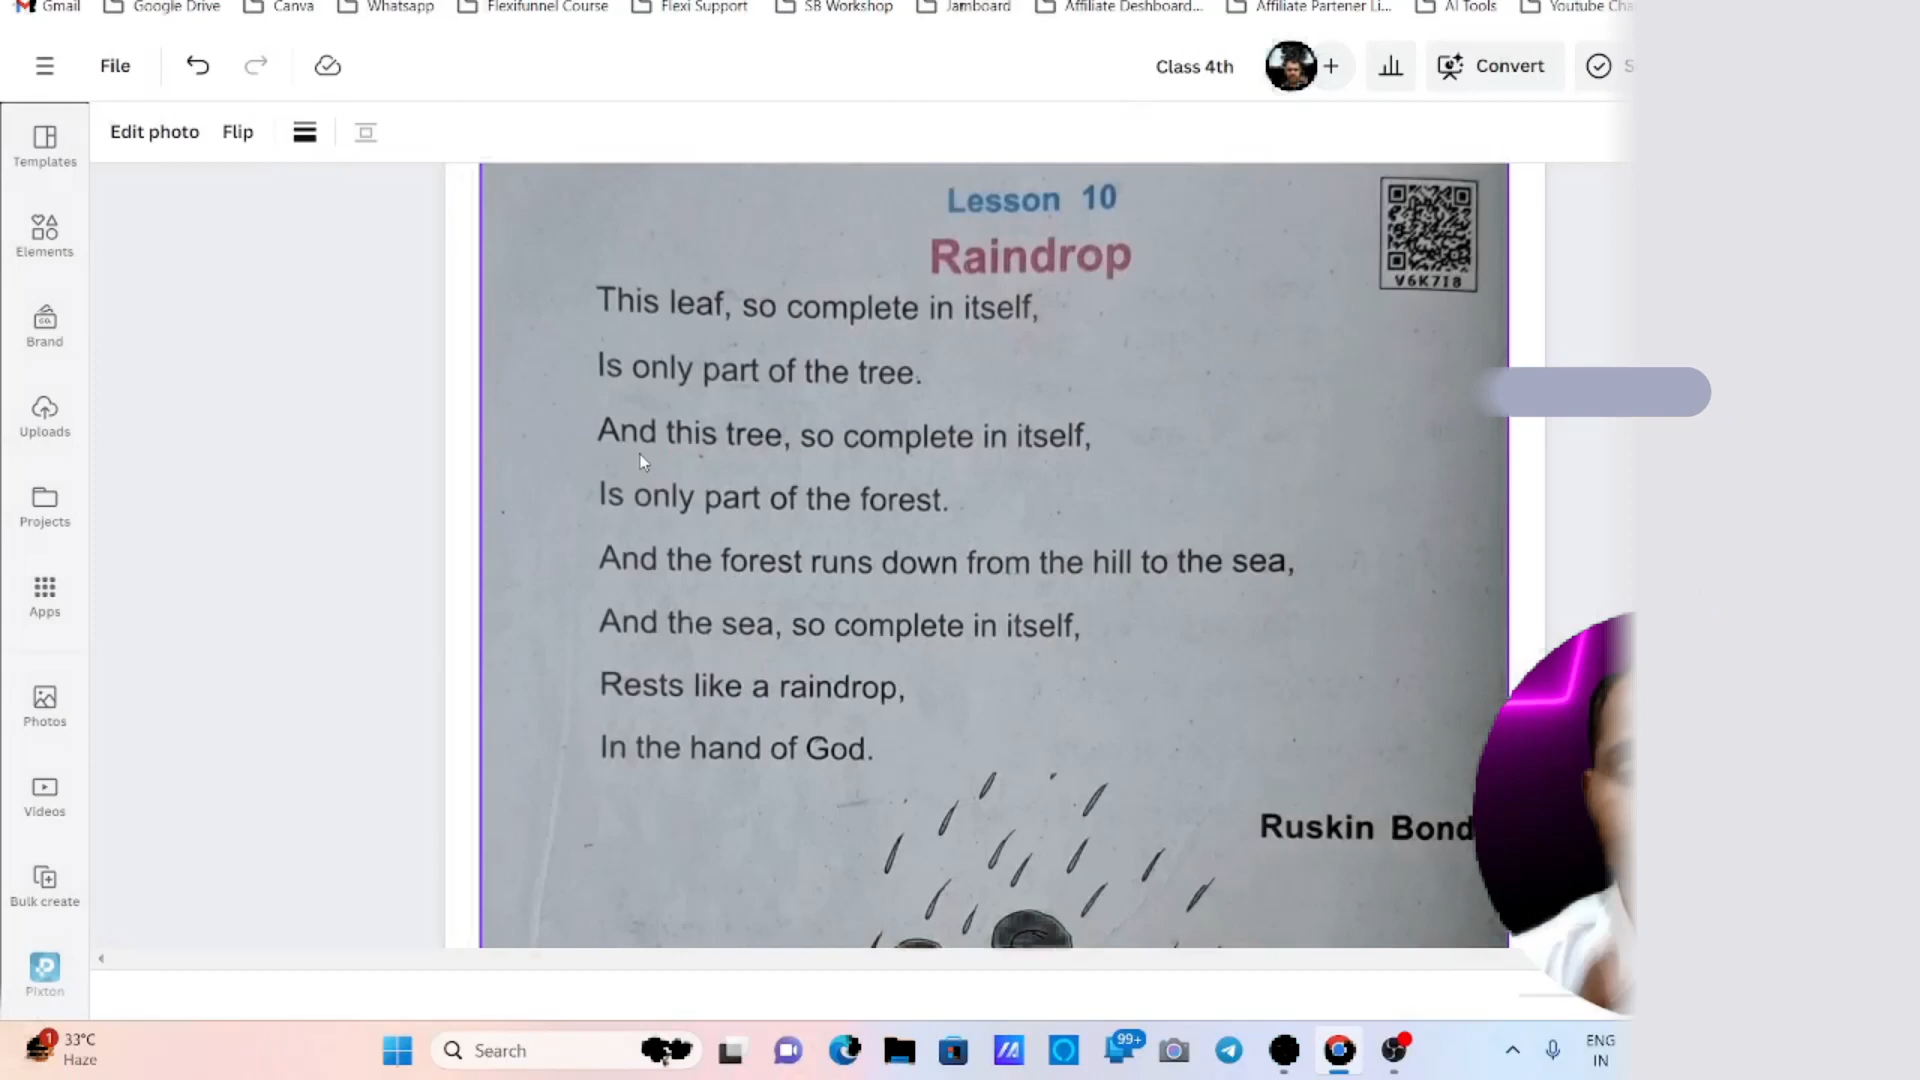 Gmail Google Drive Canva Whatsapp Flexifunnel Course Flexi Support SB Workshop Jamboard Affiliate Deshboard... Affiliate Partener Li... AI Tools Youtube Cha
File Class 4th + Convert S
Edit photo Flip
Templates
Elements
Brand
Uploads
Projects
Apps
Photos
Videos
Bulk create
Pixton
Lesson 10
Raindrop
V6K7I8
This leaf, so complete in itself,
Is only part of the tree.
And this tree, so complete in itself,
Is only part of the forest.
And the forest runs down from the hill to the sea,
And the sea, so complete in itself,
Rests like a raindrop,
In the hand of God.
Ruskin Bond
1 33°C
Haze
Search
99+
ENG
IN